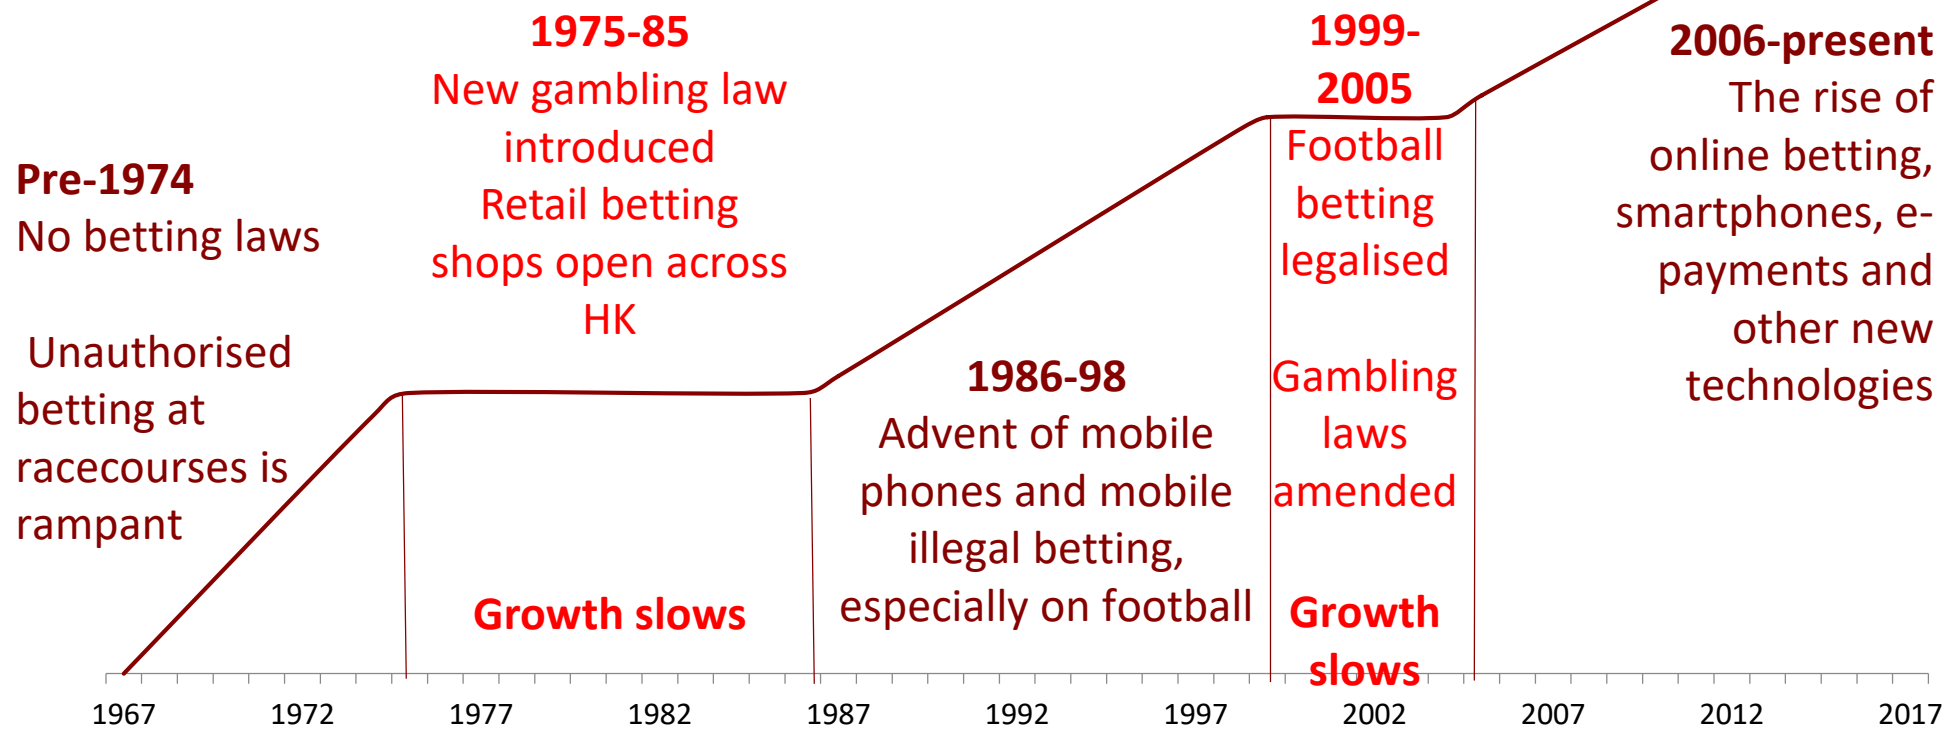 Pre-1974
No betting laws
Unauthorised
betting at
racecourses is
rampant
1975-85
New gambling law
introduced
Retail betting
shops open across
HK
Growth slows
1986-98
Advent of mobile
phones and mobile
illegal betting,
especially on football
1999-
2005
Football
betting
legalised
Gambling
laws
amended
Growth
slows
2006-present
The rise of
online betting,
smartphones, e-
payments and
other new
technologies
1967 1972 1977 1982 1987 1992 1997 2002 2007 2012 2017